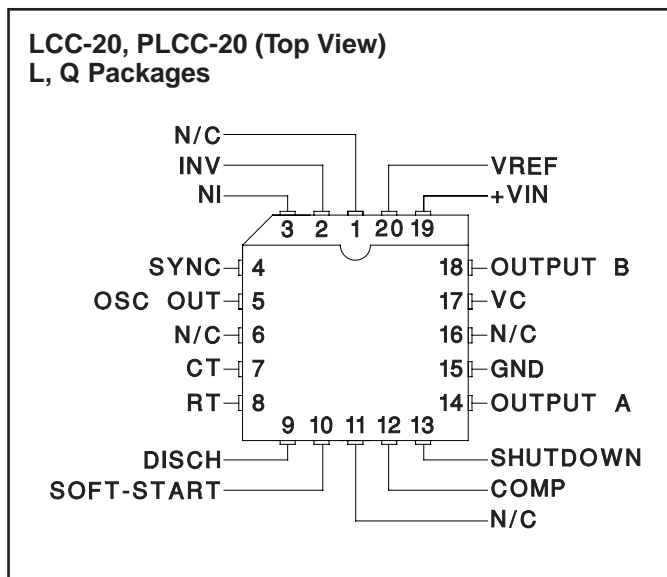 LCC-20, PLCC-20 (Top View)
L, Q Packages
N/C
INV
NI
VREF
+VIN
3 2 1 20 19
SYNC 4
OSC OUT 5
N/C 6
CT 7
RT 8
18 OUTPUT B
17 VC
16 N/C
15 GND
14 OUTPUT A
9 10 11 12 13
DISCH
SOFT-START
SHUTDOWN
COMP
N/C